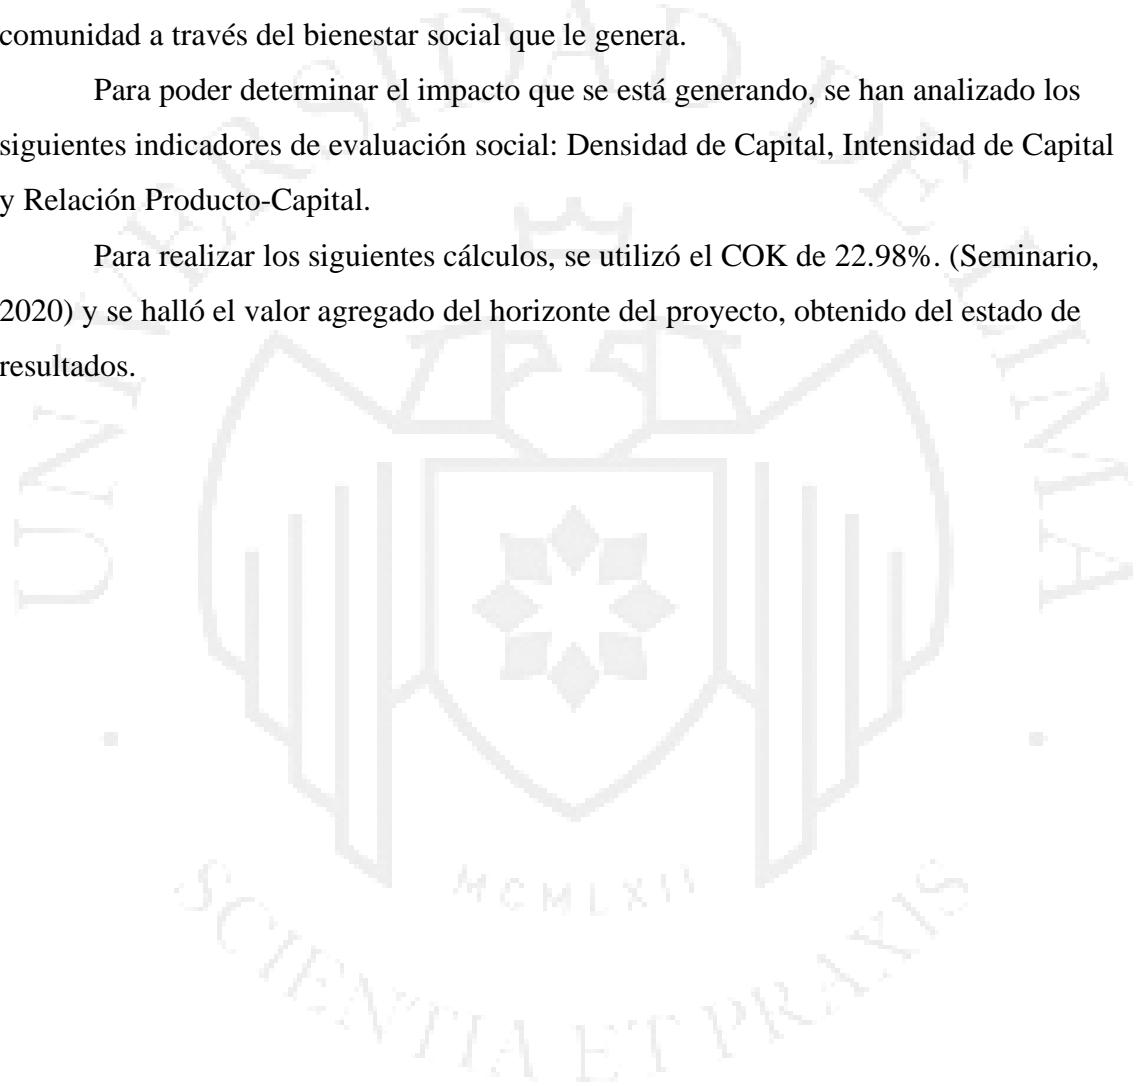 comunidad a través del bienestar social que le genera.
Para poder determinar el impacto que se está generando, se han analizado los
siguientes indicadores de evaluación social: Densidad de Capital, Intensidad de Capital
y Relación Producto-Capital.
Para realizar los siguientes cálculos, se utilizó el COK de 22.98%. (Seminario,
2020) y se halló el valor agregado del horizonte del proyecto, obtenido del estado de
resultados.
UNIVERSIDAD DE LIMA
MCMLXII
SCIENTIA ET PRAXIS